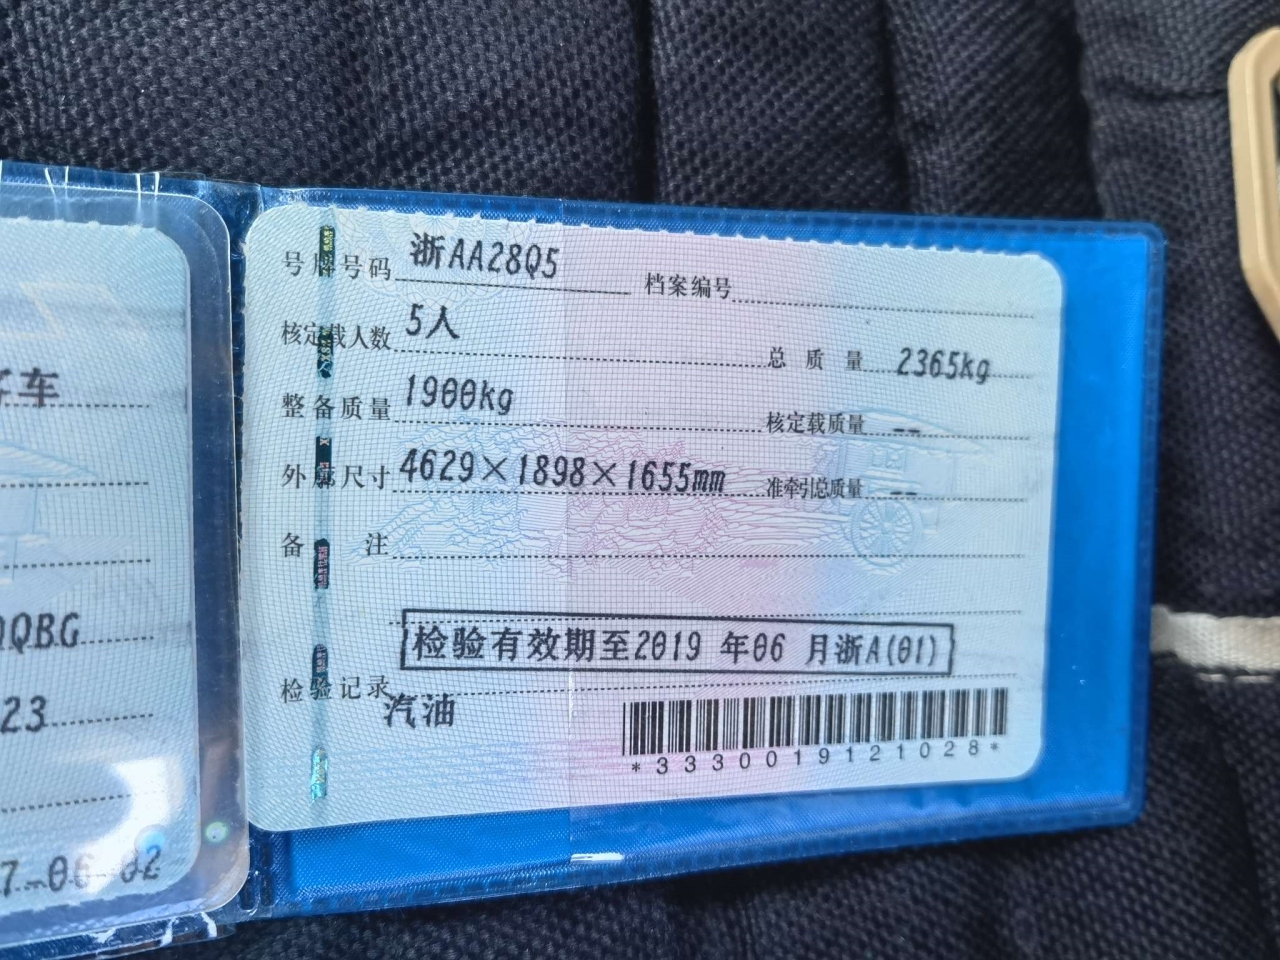 号牌号码 浙AA28Q5 档案编号
核定载人数 5人 总质量 2365kg
整备质量 1900kg 核定载质量 --
外廓尺寸 4629×1898×1655mm 准牵引总质量 --
备注
检验有效期至2019 年06 月浙A(01)
检验记录
汽油
*3330019121028*
客车
QBG
23
7-06-02